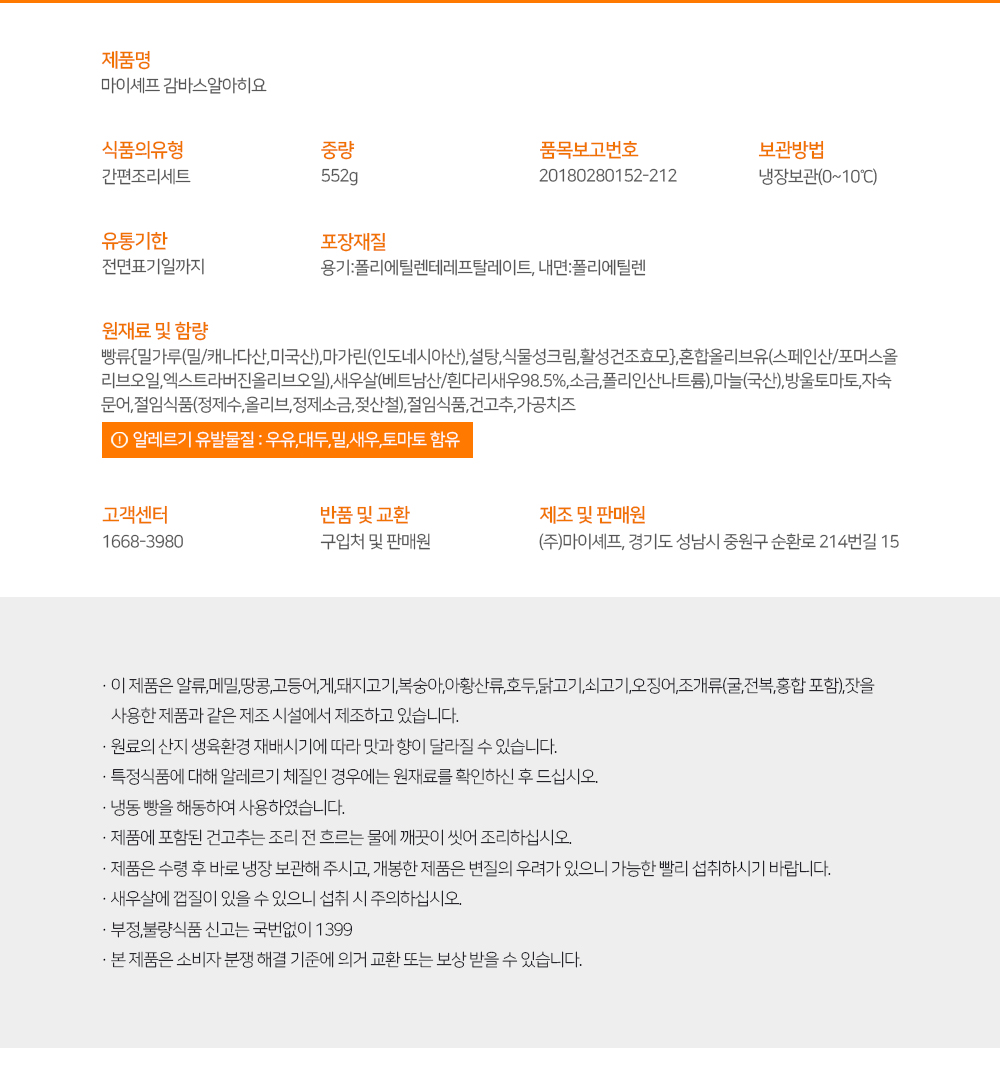 제품명
마이셰프 감바스알아히요
식품의유형
간편조리세트
중량
552g
품목보고번호
20180280152-212
보관방법
냉장보관(0~10℃)
유통기한
전면표기일까지
포장재질
용기:폴리에틸렌테레프탈레이트, 내면:폴리에틸렌
원재료 및 함량
빵류{밀가루(밀/캐나다산,미국산),마가린(인도네시아산),설탕,식물성크림,활성건조효모},혼합올리브유(스페인산/포머스올
리브오일,엑스트라버진올리브오일),새우살(베트남산/흰다리새우98.5%,소금,폴리인산나트륨),마늘(국산),방울토마토,자숙
문어,절임식품(정제수,올리브,정제소금,젖산철),절임식품,건고추,가공치즈
알레르기 유발물질 : 우유,대두,밀,새우,토마토 함유
고객센터
1668-3980
반품 및 교환
구입처 및 판매원
제조 및 판매원
(주)마이셰프, 경기도 성남시 중원구 순환로 214번길 15
· 이 제품은 알류,메밀,땅콩,고등어,게,돼지고기,복숭아,아황산류,호두,닭고기,쇠고기,오징어,조개류(굴,전복,홍합 포함),잣을
사용한 제품과 같은 제조 시설에서 제조하고 있습니다.
· 원료의 산지 생육환경 재배시기에 따라 맛과 향이 달라질 수 있습니다.
· 특정식품에 대해 알레르기 체질인 경우에는 원재료를 확인하신 후 드십시오.
· 냉동 빵을 해동하여 사용하였습니다.
· 제품에 포함된 건고추는 조리 전 흐르는 물에 깨끗이 씻어 조리하십시오.
· 제품은 수령 후 바로 냉장 보관해 주시고, 개봉한 제품은 변질의 우려가 있으니 가능한 빨리 섭취하시기 바랍니다.
· 새우살에 껍질이 있을 수 있으니 섭취 시 주의하십시오.
· 부정,불량식품 신고는 국번없이 1399
· 본 제품은 소비자 분쟁 해결 기준에 의거 교환 또는 보상 받을 수 있습니다.